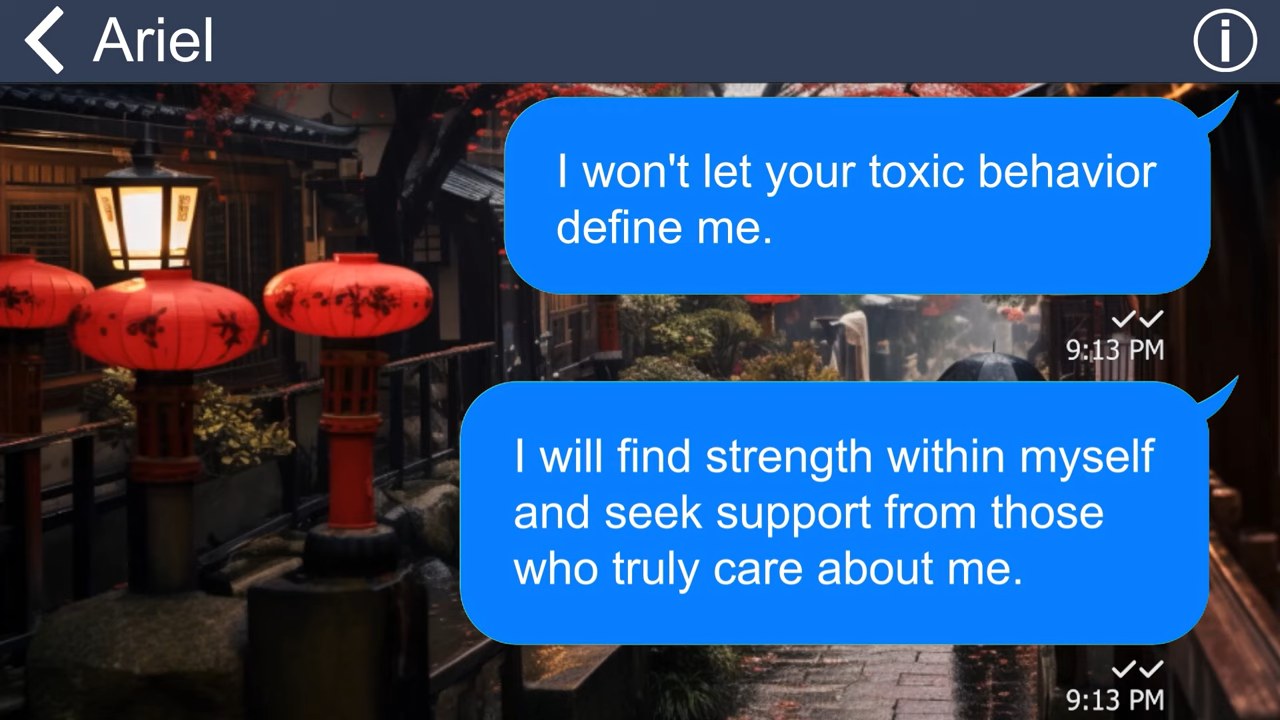 Ariel
I won't let your toxic behavior
define me.
9:13 PM
I will find strength within myself
and seek support from those
who truly care about me.
9:13 PM